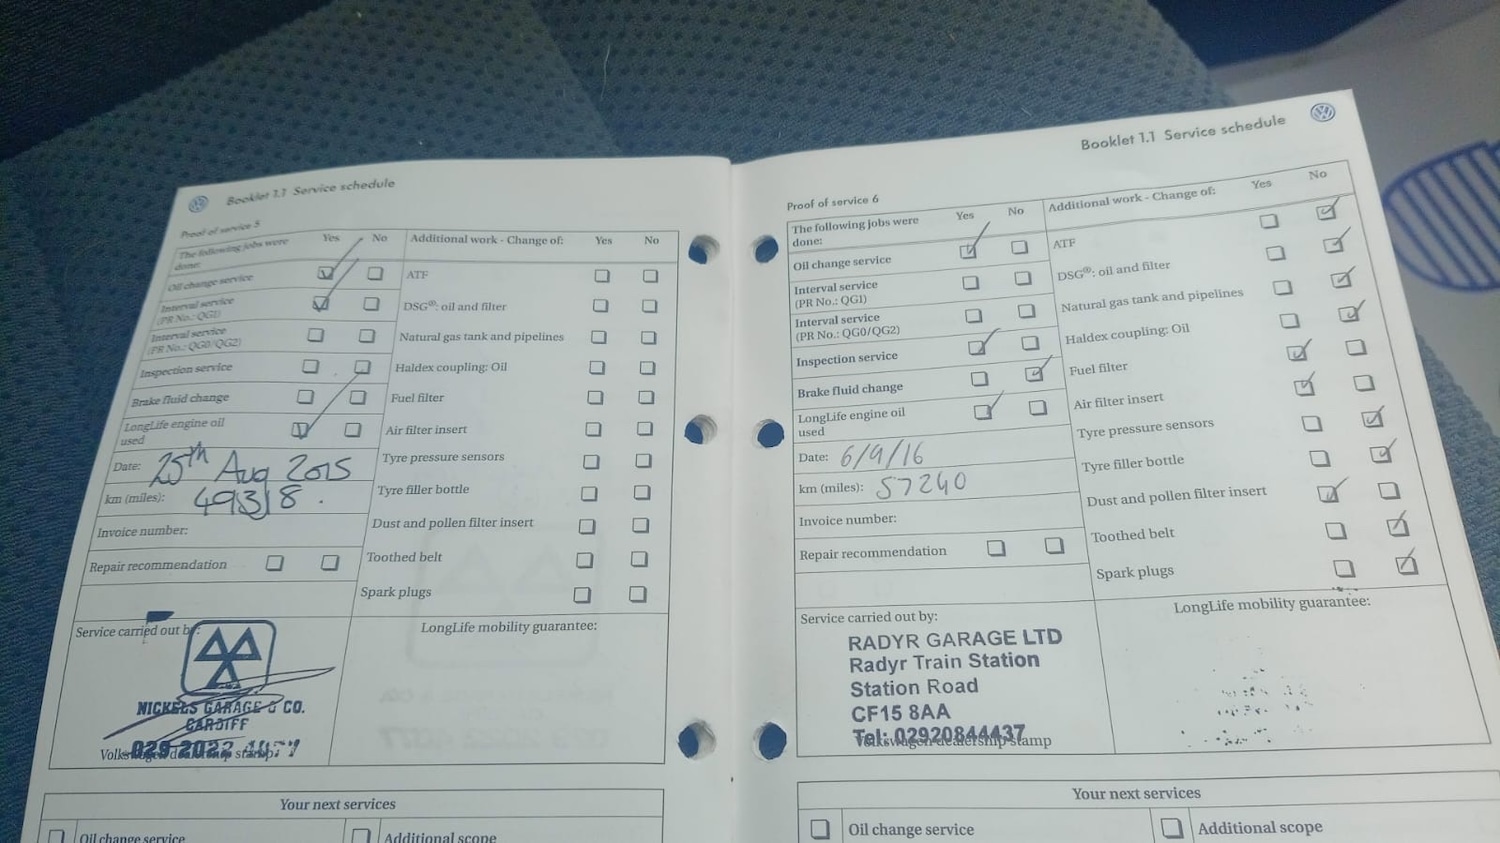 Booklet 1.1 Service schedule
Proof of service 5
The following jobs were done:
Yes No
Additional work - Change of:
Yes No
Oil change service
Interval service
(PR No.: QG1)
Interval service
(PR No.: QG0/QG2)
Inspection service
Brake fluid change
LongLife engine oil
used
Date: 25th Aug 2015
km (miles): 49318.
Invoice number:
Repair recommendation
ATF
DSG®: oil and filter
Natural gas tank and pipelines
Haldex coupling: Oil
Fuel filter
Air filter insert
Tyre pressure sensors
Tyre filler bottle
Dust and pollen filter insert
Toothed belt
Spark plugs
Service carried out by:
NICKELS GARAGE & CO.
CARDIFF
029 2022
Volkswagen dealership stamp
LongLife mobility guarantee:
Your next services
Oil change service
Additional scope
Booklet 1.1 Service schedule
Proof of service 6
The following jobs were
done:
Yes No
Additional work - Change of:
Yes No
Oil change service
Interval service
(PR No.: QG1)
Interval service
(PR No.: QG0/QG2)
Inspection service
Brake fluid change
LongLife engine oil
used
Date: 6/9/16
km (miles): 57240
Invoice number:
Repair recommendation
ATF
DSG®: oil and filter
Natural gas tank and pipelines
Haldex coupling: Oil
Fuel filter
Air filter insert
Tyre pressure sensors
Tyre filler bottle
Dust and pollen filter insert
Toothed belt
Spark plugs
Service carried out by:
RADYR GARAGE LTD
Radyr Train Station
Station Road
CF15 8AA
Tel: 02920844437
Volkswagen dealership stamp
LongLife mobility guarantee:
Your next services
Oil change service
Additional scope